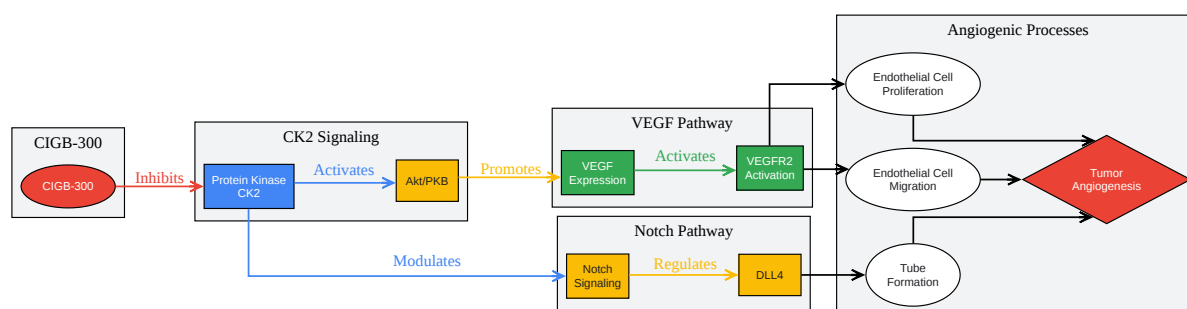 CIGB-300
CIGB-300
Inhibits
CK2 Signaling
Protein Kinase
CK2
Activates
Akt/PKB
Promotes
Modulates
VEGF Pathway
VEGF
Expression
Activates
VEGFR2
Activation
Notch Pathway
Notch
Signaling
Regulates
DLL4
Angiogenic Processes
Endothelial Cell
Proliferation
Endothelial Cell
Migration
Tube
Formation
Tumor
Angiogenesis